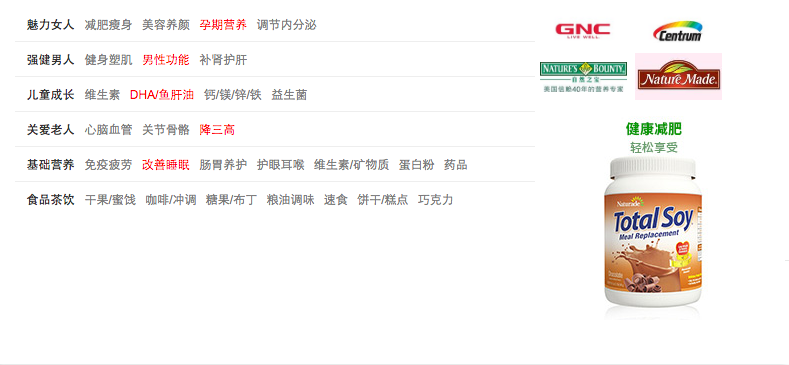 魅力女人 减肥瘦身 美容养颜 孕期营养 调节内分泌
强健男人 健身塑肌 男性功能 补肾护肝
儿童成长 维生素 DHA/鱼肝油 钙/镁/锌/铁 益生菌
关爱老人 心脑血管 关节骨骼 降三高
基础营养 免疫疲劳 改善睡眠 肠胃养护 护眼耳喉 维生素/矿物质 蛋白粉 药品
食品茶饮 干果/蜜饯 咖啡/冲调 糖果/布丁 粮油调味 速食 饼干/糕点 巧克力
GNC
LIVE WELL
Centrum
NATURE'S BOUNTY
自然之宝
美国信赖40年的营养专家
Nature Made
健康减肥
轻松享受
Naturade
Total Soy
Meal Replacement